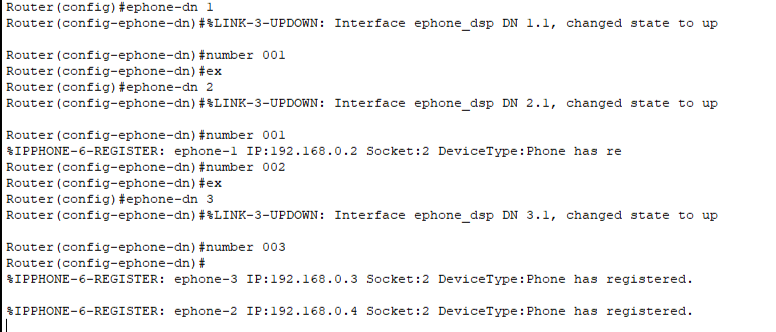 Router(config)#ephone-dn 1
Router(config-ephone-dn)#%LINK-3-UPDOWN: Interface ephone_dsp DN 1.1, changed state to up
Router(config-ephone-dn)#number 001
Router(config-ephone-dn)#ex
Router(config)#ephone-dn 2
Router(config-ephone-dn)#%LINK-3-UPDOWN: Interface ephone_dsp DN 2.1, changed state to up
Router(config-ephone-dn)#number 001
%IPPHONE-6-REGISTER: ephone-1 IP:192.168.0.2 Socket:2 DeviceType:Phone has re
Router(config-ephone-dn)#number 002
Router(config-ephone-dn)#ex
Router(config)#ephone-dn 3
Router(config-ephone-dn)#%LINK-3-UPDOWN: Interface ephone_dsp DN 3.1, changed state to up
Router(config-ephone-dn)#number 003
Router(config-ephone-dn)#
%IPPHONE-6-REGISTER: ephone-3 IP:192.168.0.3 Socket:2 DeviceType:Phone has registered.
%IPPHONE-6-REGISTER: ephone-2 IP:192.168.0.4 Socket:2 DeviceType:Phone has registered.